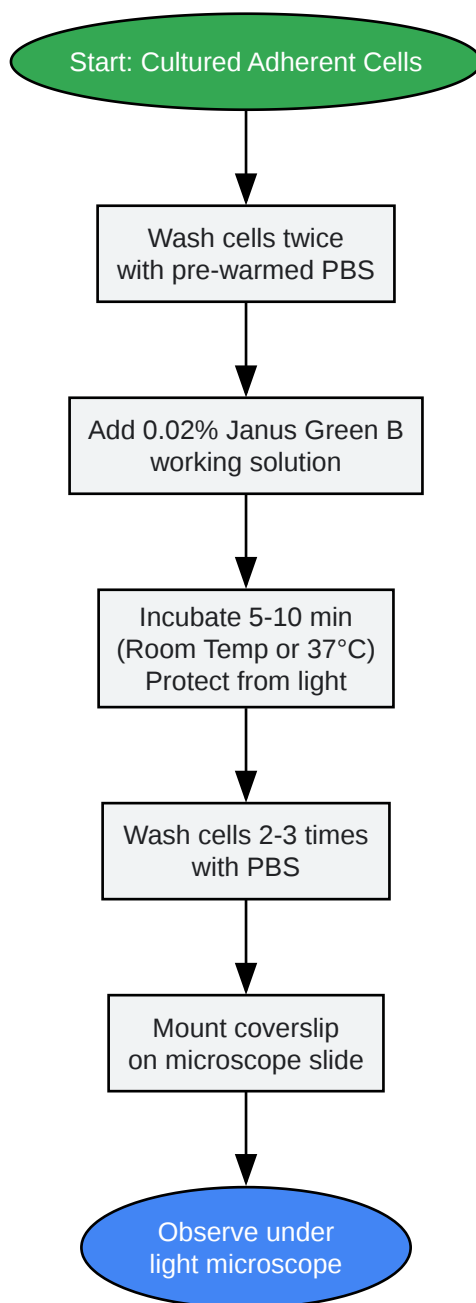 Start: Cultured Adherent Cells
Wash cells twice
with pre-warmed PBS
Add 0.02% Janus Green B
working solution
Incubate 5-10 min
(Room Temp or 37°C)
Protect from light
Wash cells 2-3 times
with PBS
Mount coverslip
on microscope slide
Observe under
light microscope